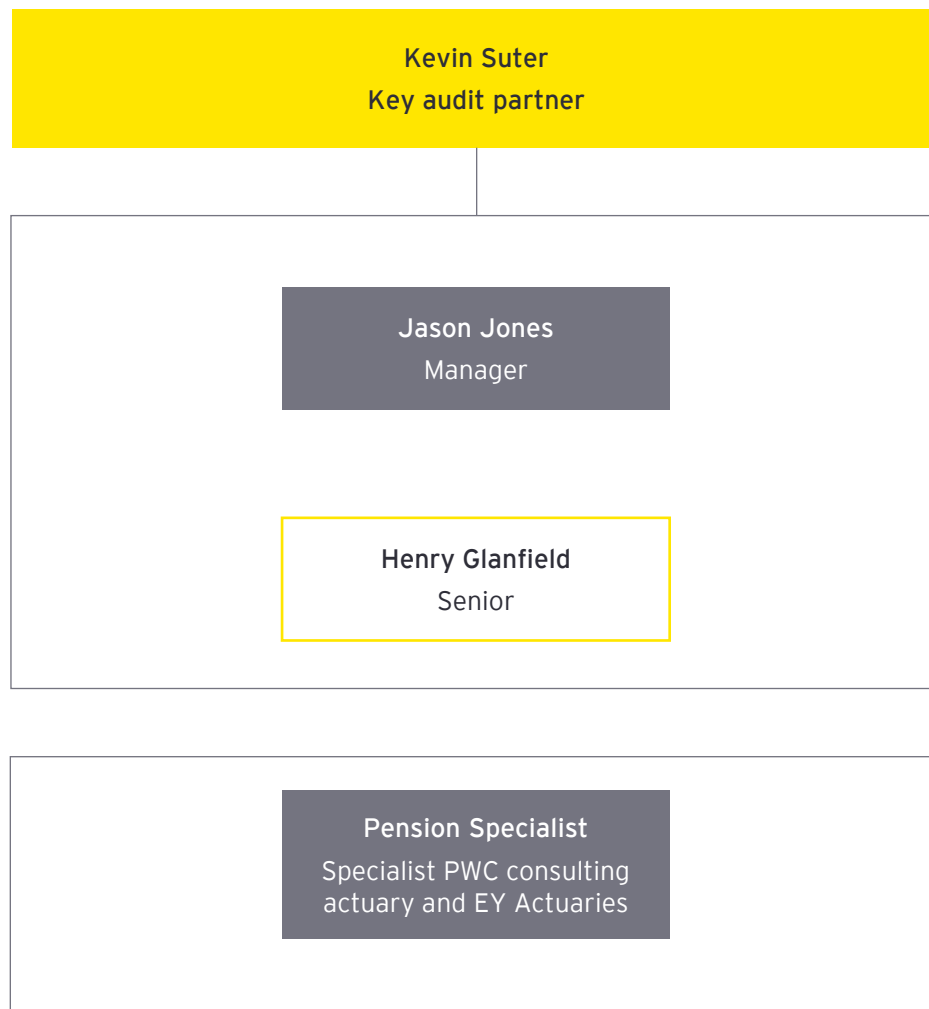 Kevin Suter
Key audit partner
Jason Jones
Manager
Henry Glanfield
Senior
Pension Specialist
Specialist PWC consulting
actuary and EY Actuaries